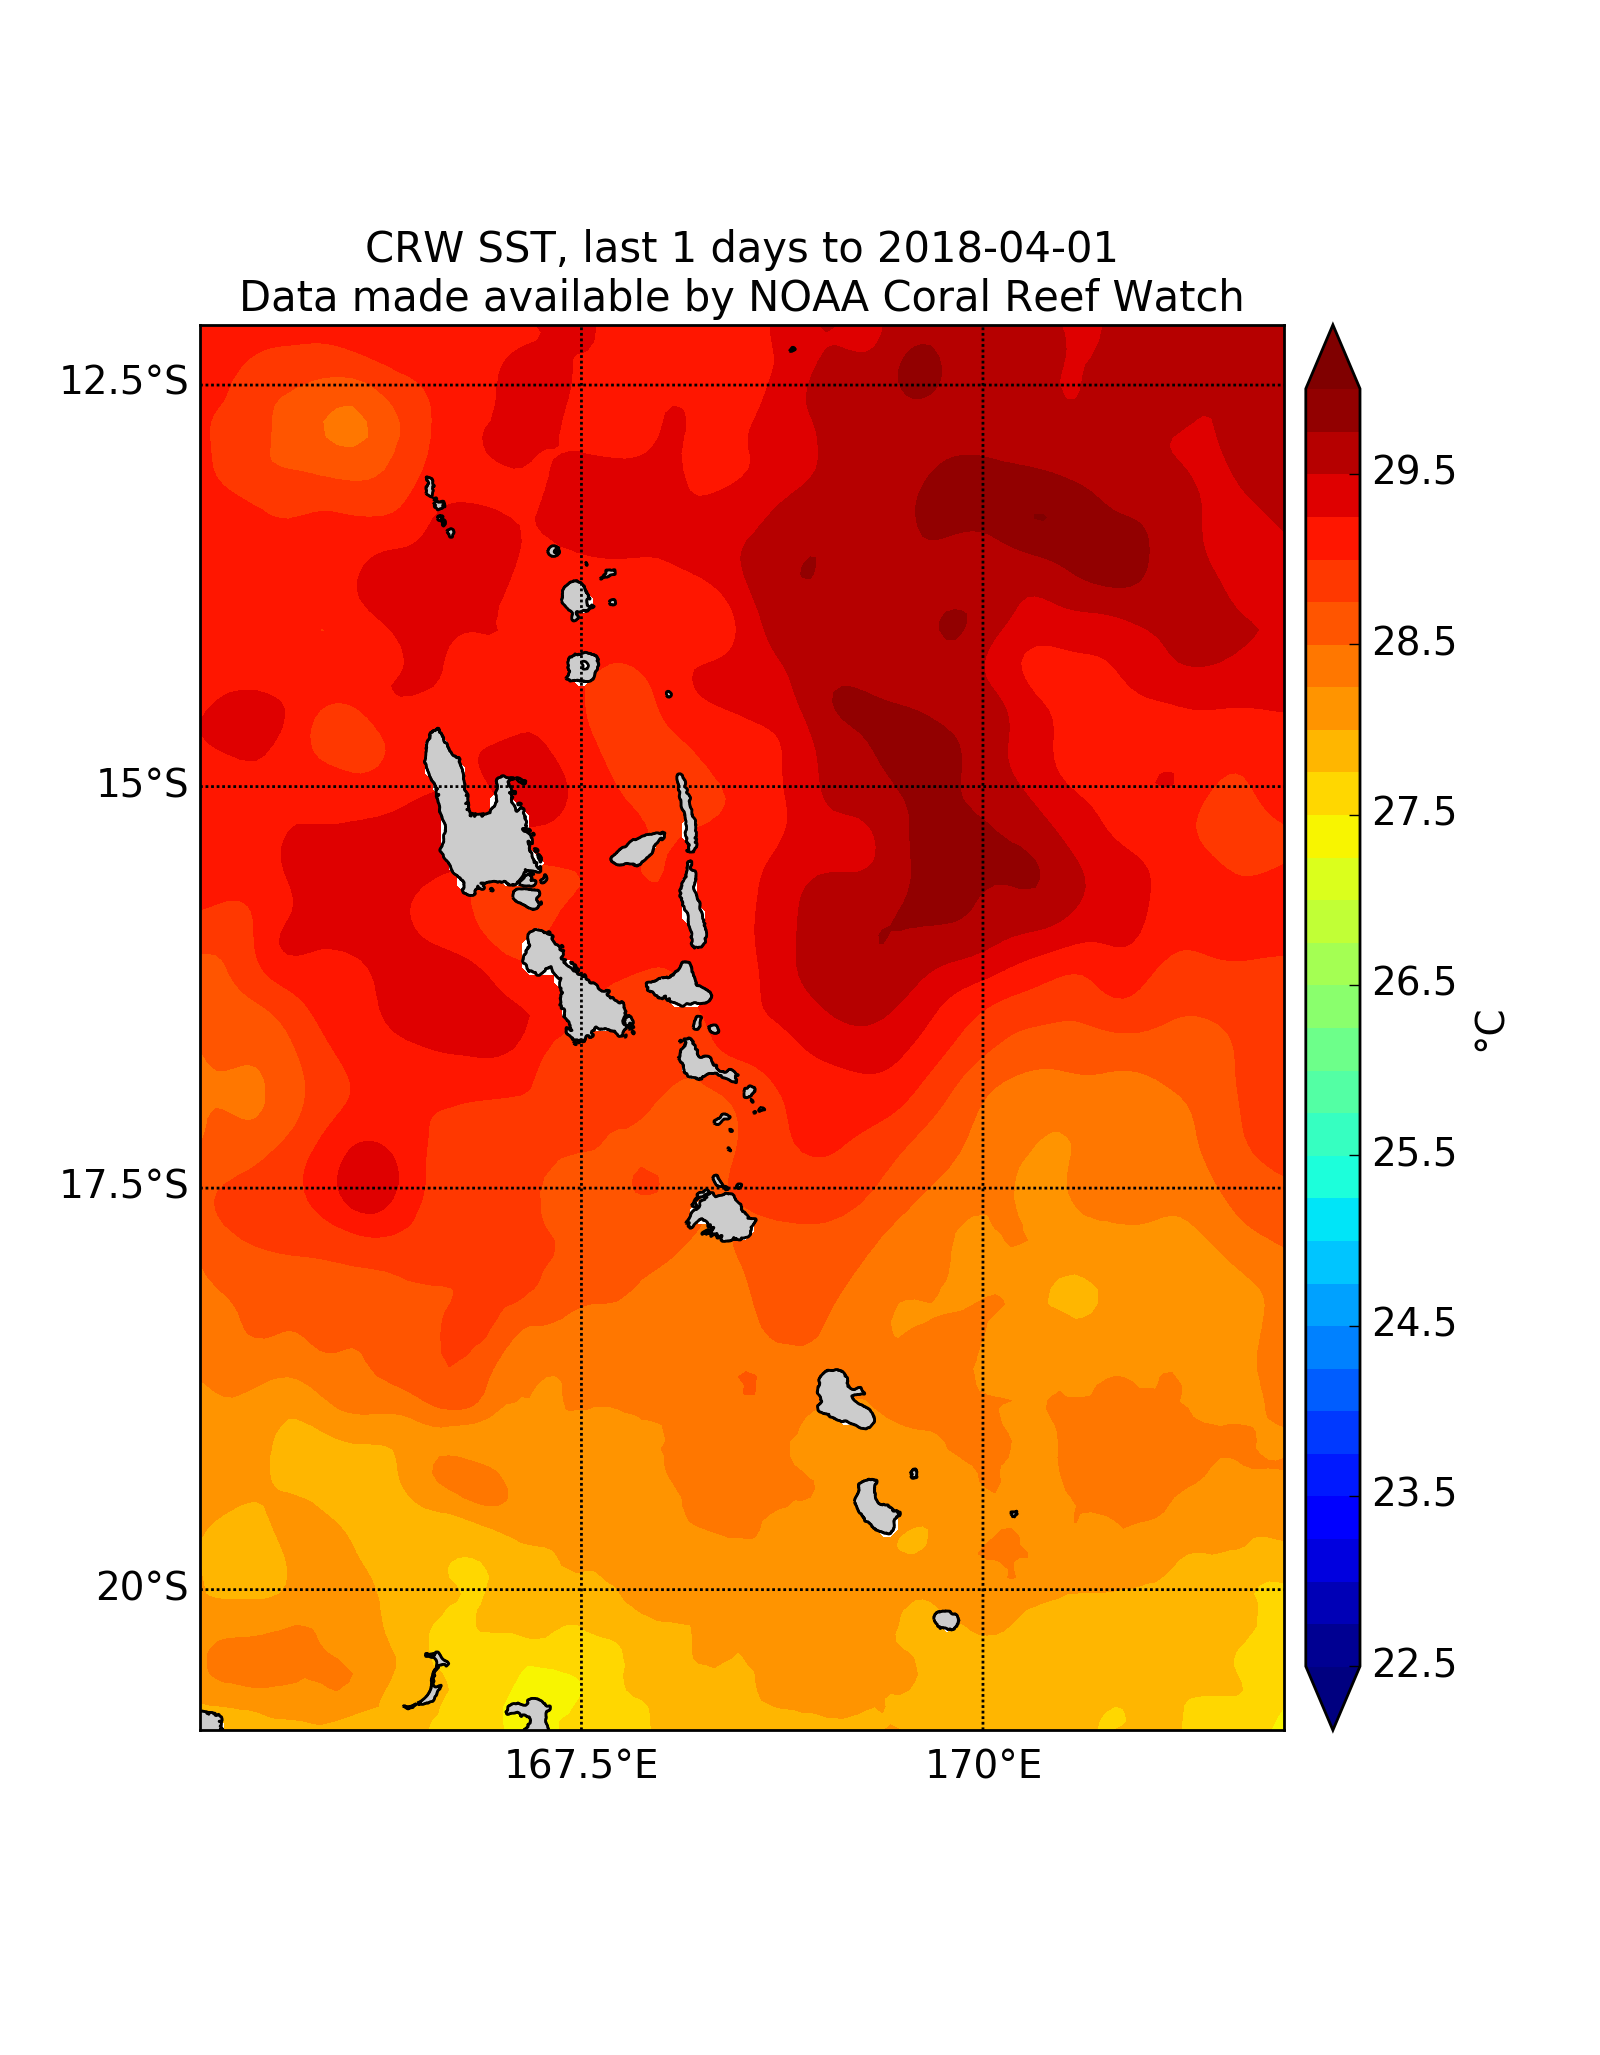 CRW SST, last 1 days to 2018-04-01
Data made available by NOAA Coral Reef Watch
12.5°S
15°S
17.5°S
20°S
167.5°E
170°E
29.5
28.5
27.5
26.5
25.5
24.5
23.5
22.5
°C